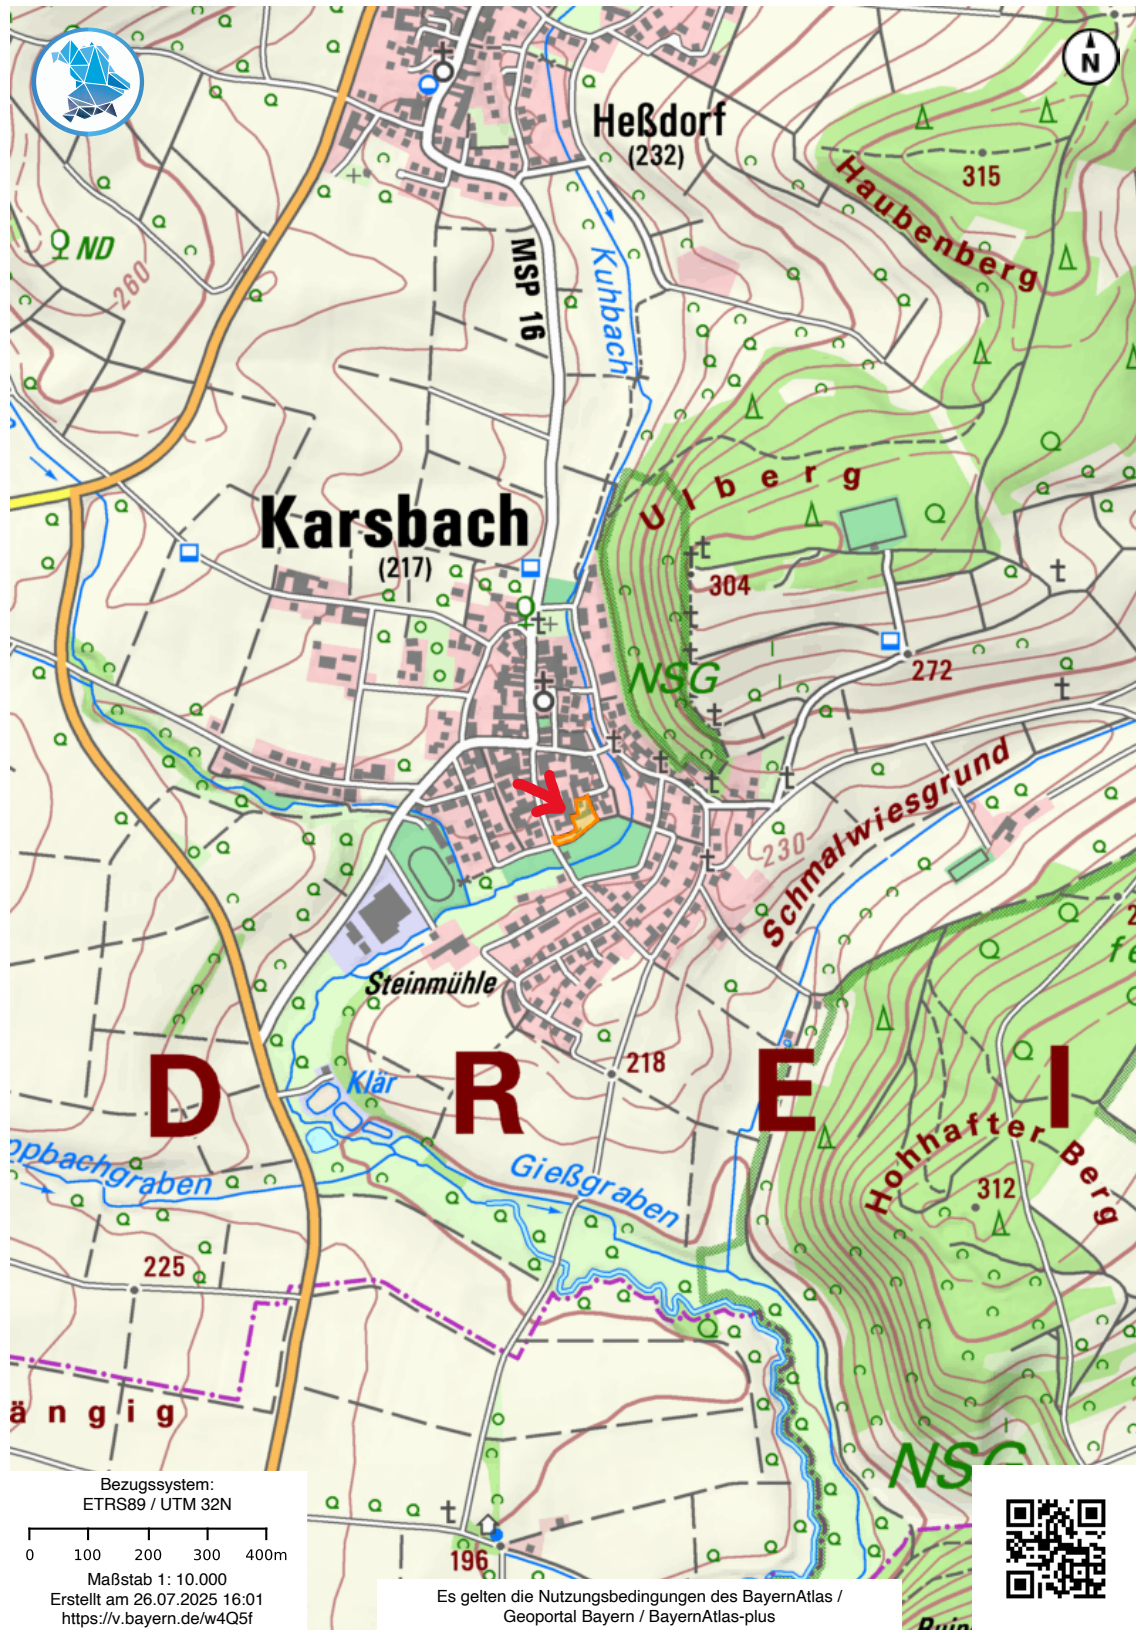 N
Heßdorf
(232)
315
Haubenberg
ND
260
MSP 16
Kuhbach
Ulberg
Karsbach
(217)
304
NSG
272
Schmalwiesgrund
230
Steinmühle
218
D R E I
Klär
Hohhafter Berg
312
Gießgraben
opbachgraben
225
ängig
NSG
196
Bezugssystem:
ETRS89 / UTM 32N
0 100 200 300 400m
Maßstab 1: 10.000
Erstellt am 26.07.2025 16:01
https://v.bayern.de/w4Q5f
Es gelten die Nutzungsbedingungen des BayernAtlas /
Geoportal Bayern / BayernAtlas-plus